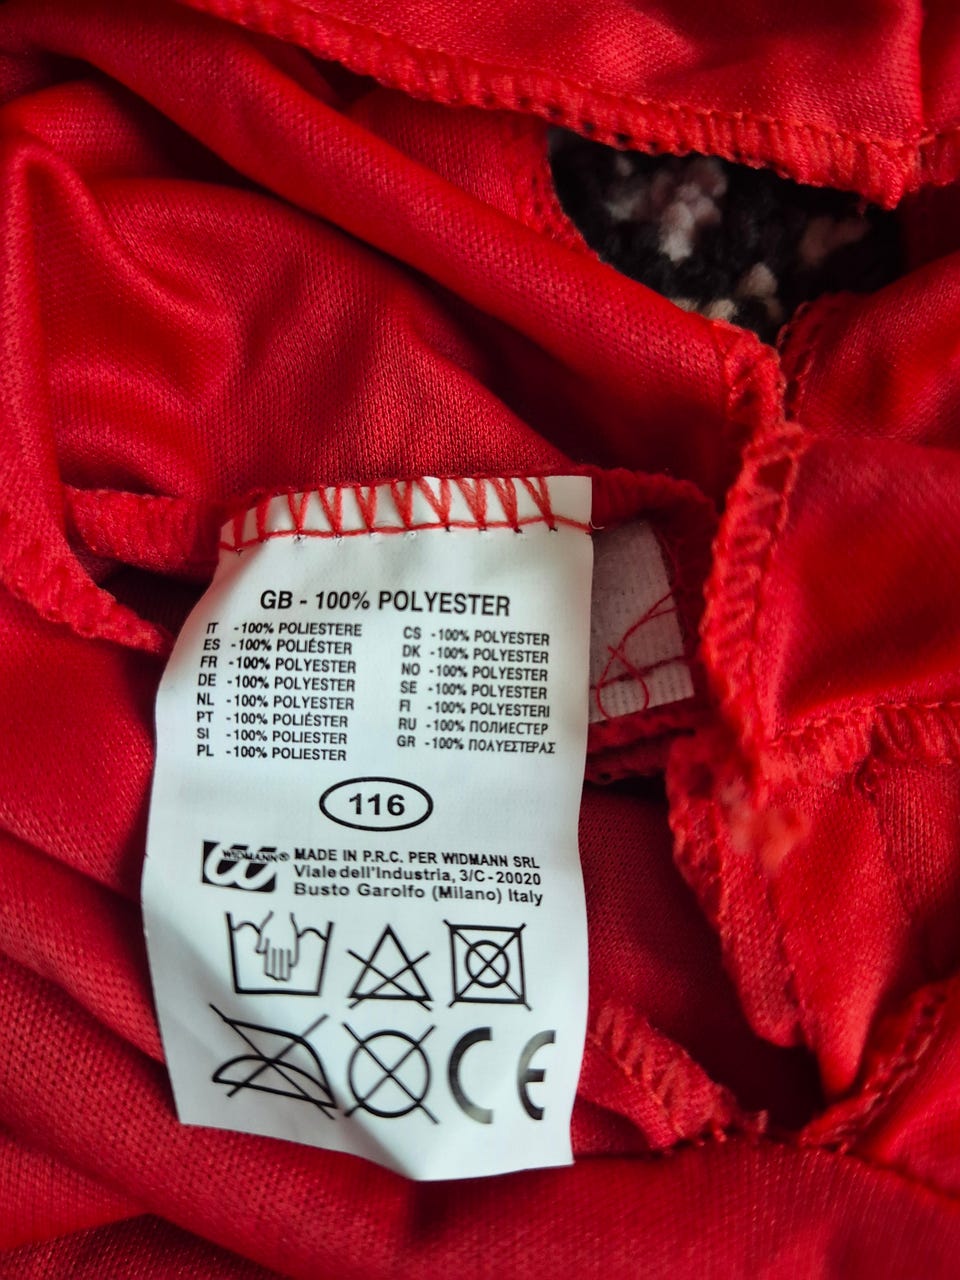 GB - 100% POLYESTER
IT -100% POLIESTERE
ES -100% POLIÉSTER
FR -100% POLYESTER
DE -100% POLYESTER
NL -100% POLYESTER
PT -100% POLIÉSTER
SI -100% POLYESTER
PL -100% POLYESTER
CS -100% POLYESTER
DK -100% POLYESTER
NO -100% POLYESTER
SE -100% POLYESTER
FI -100% POLYESTERI
RU -100% ПОЛИЕСТЕР
GR -100% ΠΟΛΥΕΣΤΕΡΑΣ
116
WIDMANN®
MADE IN P.R.C. PER WIDMANN SRL
Viale dell'Industria, 3/C - 20020
Busto Garolfo (Milano) Italy
CE